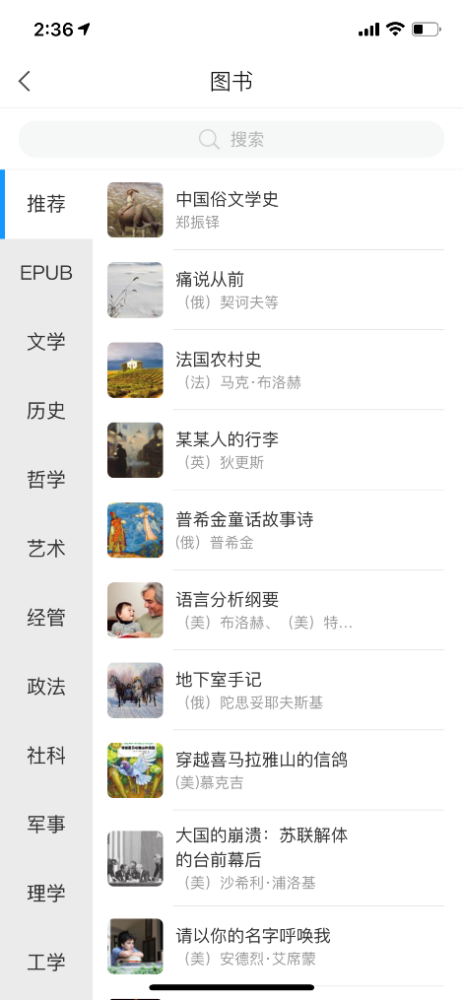 2:36
图书
搜索
推荐
EPUB
文学
历史
哲学
艺术
经管
政法
社科
军事
理学
工学
中国俗文学史
郑振铎
痛说从前
（俄）契诃夫等
法国农村史
（法）马克·布洛赫
某某人的行李
（英）狄更斯
普希金童话故事诗
(俄）普希金
语言分析纲要
（美）布洛赫、（美）特...
地下室手记
（俄）陀思妥耶夫斯基
穿越喜马拉雅山的信鸽
(美)慕克吉
大国的崩溃：苏联解体
的台前幕后
（美）沙希利·浦洛基
请以你的名字呼唤我
（美）安德烈·艾席蒙